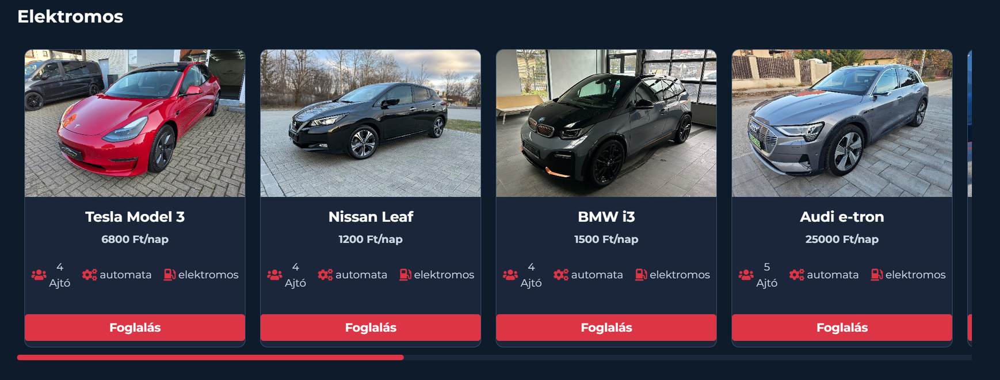 Elektromos
Tesla Model 3
6800 Ft/nap
4
Ajtó
automata
elektromos
Foglalás
Nissan Leaf
1200 Ft/nap
4
Ajtó
automata
elektromos
Foglalás
BMW i3
1500 Ft/nap
4
Ajtó
automata
elektromos
Foglalás
Audi e-tron
25000 Ft/nap
5
Ajtó
automata
elektromos
Foglalás